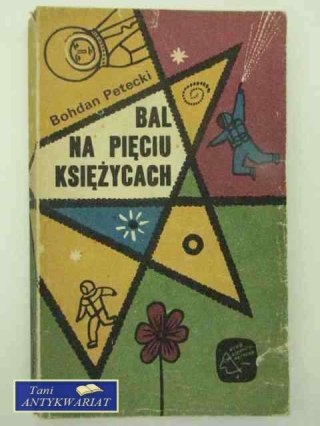 Bohdan Petecki
BAL
NA PIĘCIU
KSIĘŻYCACH
Tani
ANTYKWARIAT